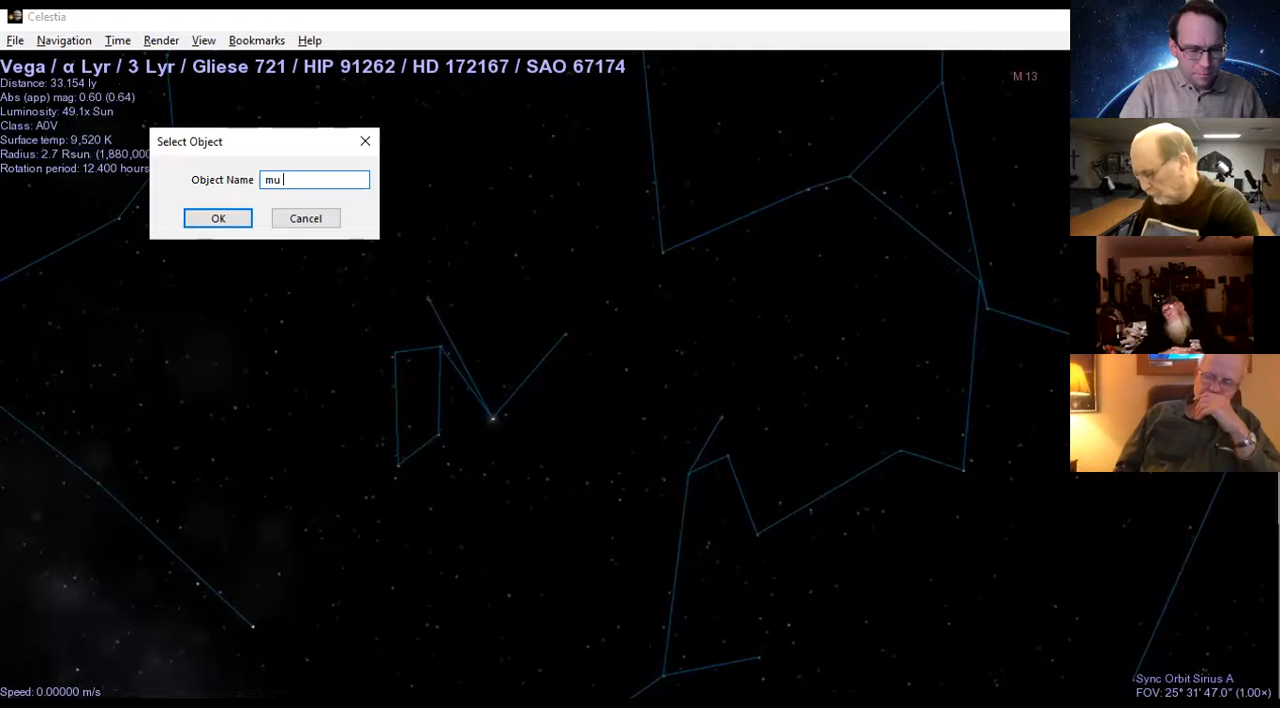 Celestia
File Navigation Time Render View Bookmarks Help
Vega / α Lyr / 3 Lyr / Gliese 721 / HIP 91262 / HD 172167 / SAO 67174
Distance: 33.154 ly
Abs (app) mag: 0.60 (0.64)
Luminosity: 49.1x Sun
Class: A0V
Surface temp: 9,520 K
Radius: 2.7 Rsun (1,880,000
Rotation period: 12.400 hours
M 13
Select Object
Object Name mu
OK Cancel
Speed: 0.00000 m/s
Sync Orbit Sirius A
FOV: 25° 31' 47.0" (1.00×)